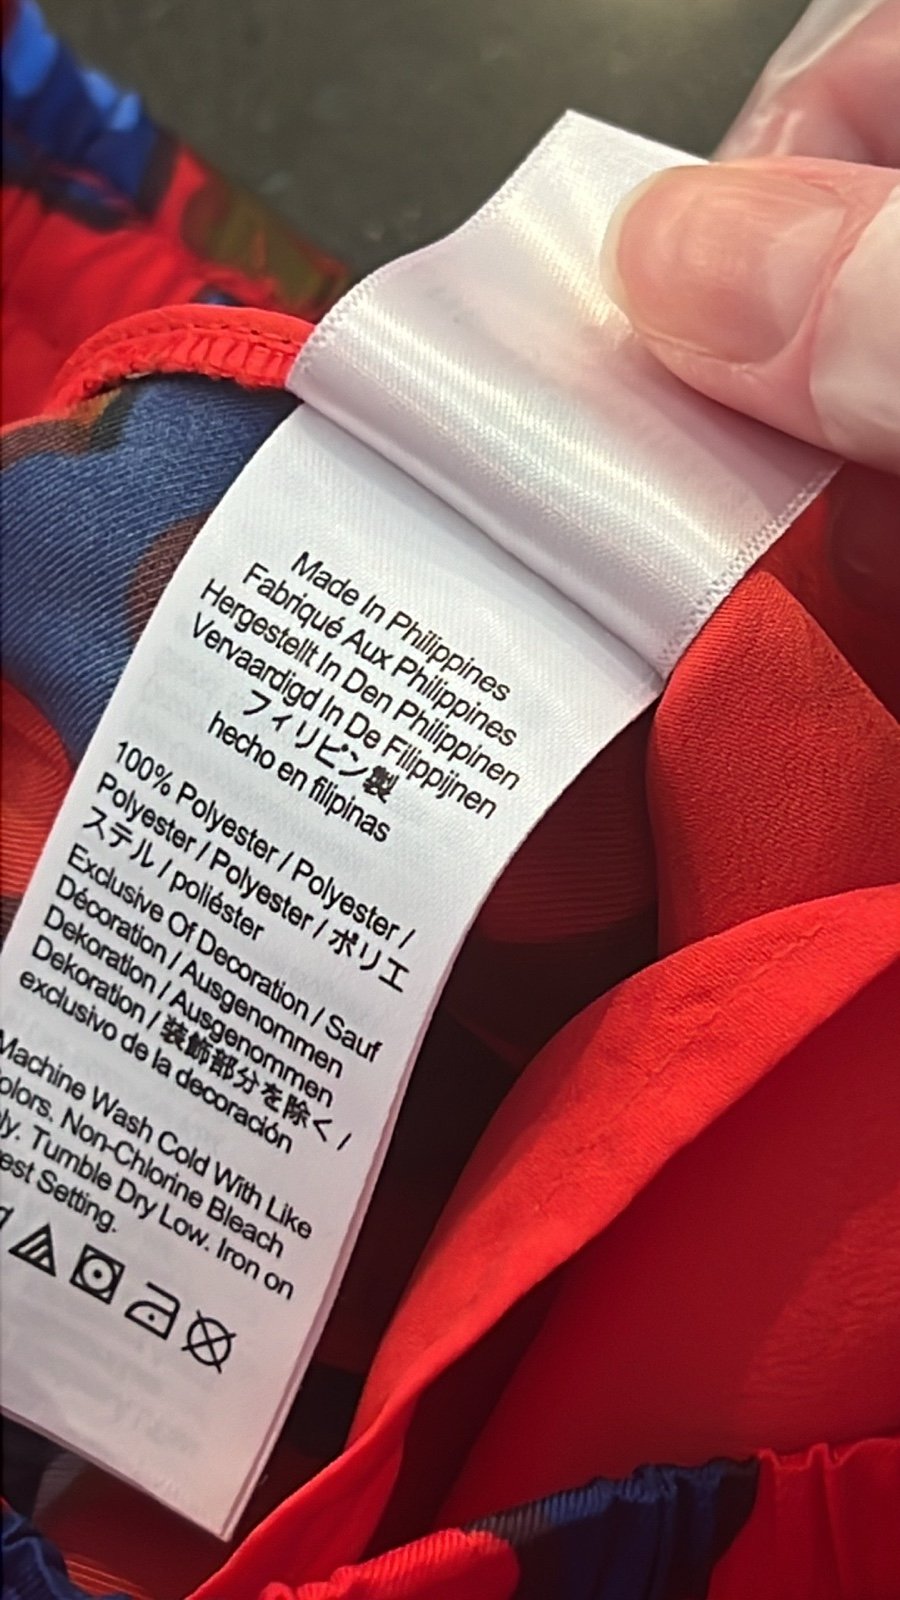 Made In Philippines
Fabriqué Aux Philippines
Hergestellt In Den Philippinen
Vervaardigd In De Filippijnen
フィリピン製
hecho en filipinas
100% Polyester / Polyester /
Polyester / Polyester / ポリエ
ステル / poliéster
Exclusive Of Decoration / Sauf
Décoration / Ausgenommen
Dekoration / Ausgenommen
Dekoration / 装飾部分を除く /
exclusivo de la decoración
Machine Wash Cold With Like
Non-Chlorine Bleach
Tumble Dry Low. Iron on
Setting.